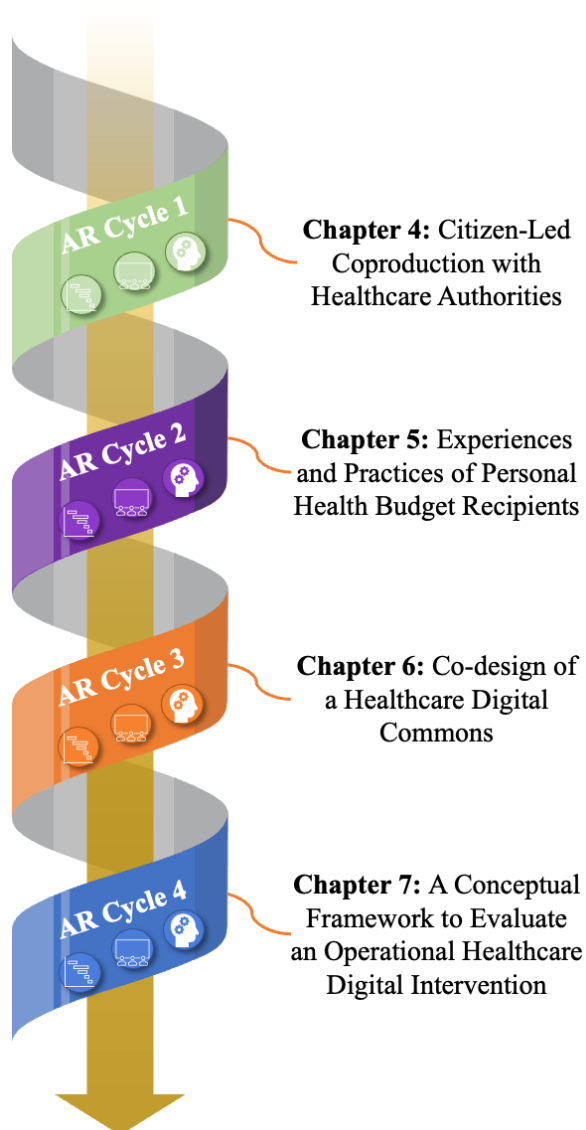 AR Cycle 1
Chapter 4: Citizen-Led
Coproduction with
Healthcare Authorities
AR Cycle 2
Chapter 5: Experiences
and Practices of Personal
Health Budget Recipients
AR Cycle 3
Chapter 6: Co-design of
a Healthcare Digital
Commons
AR Cycle 4
Chapter 7: A Conceptual
Framework to Evaluate
an Operational Healthcare
Digital Intervention